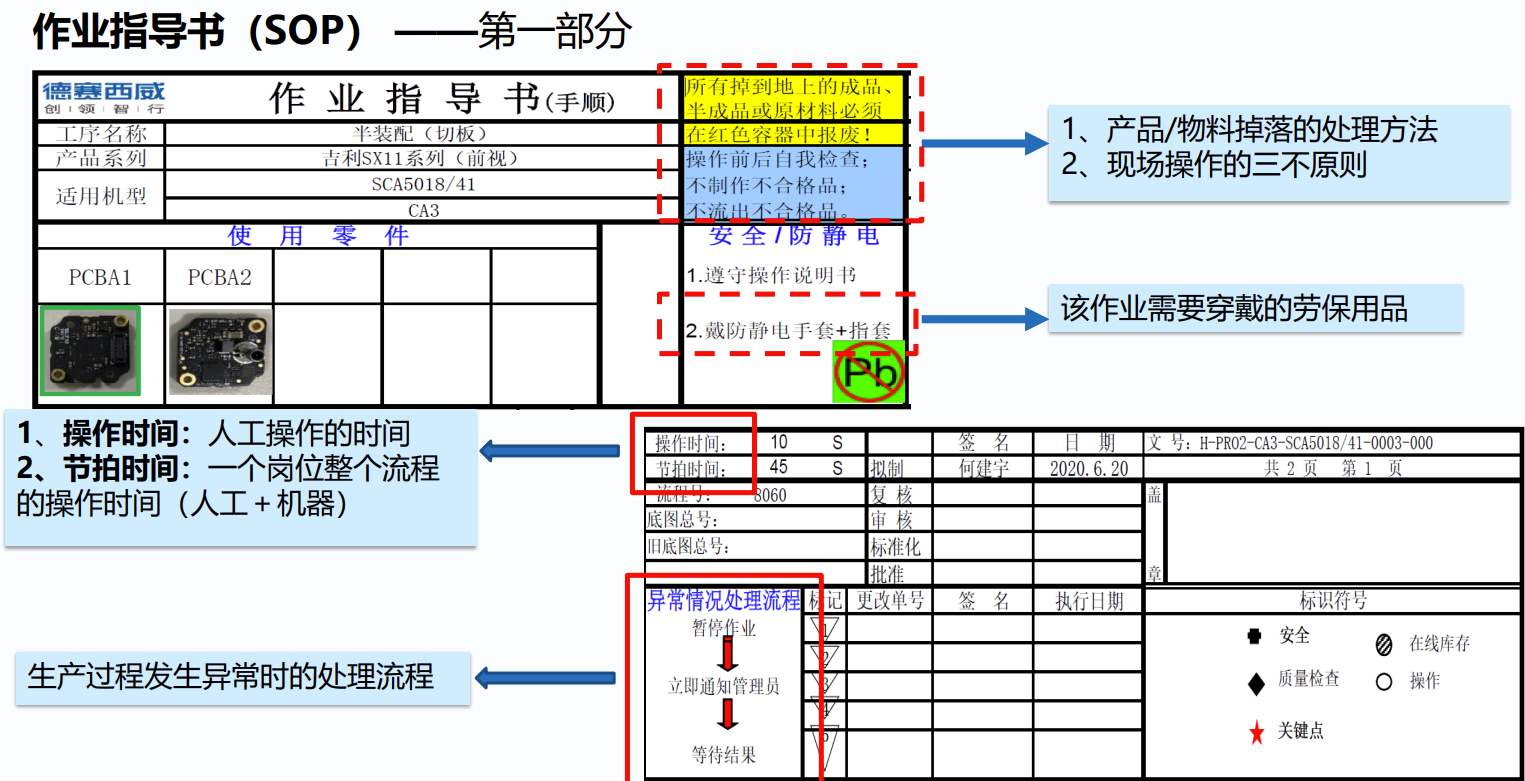 作业指导书（SOP） ——第一部分
德赛西威
创 领 智 行
作 业 指 导 书(手顺)
所有掉到地上的成品、
半成品或原材料必须
在红色容器中报废！
工序名称 半装配（切板）
产品系列 吉利SX11系列（前视）
操作前后自我检查；
适用机型 SCA5018/41
不制作不合格品；
CA3
不流出不合格品。
1、产品/物料掉落的处理方法
2、现场操作的三不原则
使 用 零 件
安全/防静电
PCBA1 PCBA2
1.遵守操作说明书
2.戴防静电手套+指套
Pb
该作业需要穿戴的劳保用品
1、操作时间：人工操作的时间
2、节拍时间：一个岗位整个流程
的操作时间（人工＋机器）
操作时间： 10 S 签 名 日 期 文 号：H-PRO2-CA3-SCA5018/41-0003-000
节拍时间： 45 S 拟制 何建宇 2020.6.20 共 2 页 第 1 页
流程号： 8060 复 核 盖
底图总号： 审 核
旧底图总号： 标准化
批准 章
异常情况处理流程 标记 更改单号 签 名 执行日期 标识符号
暂停作业
立即通知管理员
等待结果
1
2
3
4
5
安全 在线库存
质量检查 操作
关键点
生产过程发生异常时的处理流程